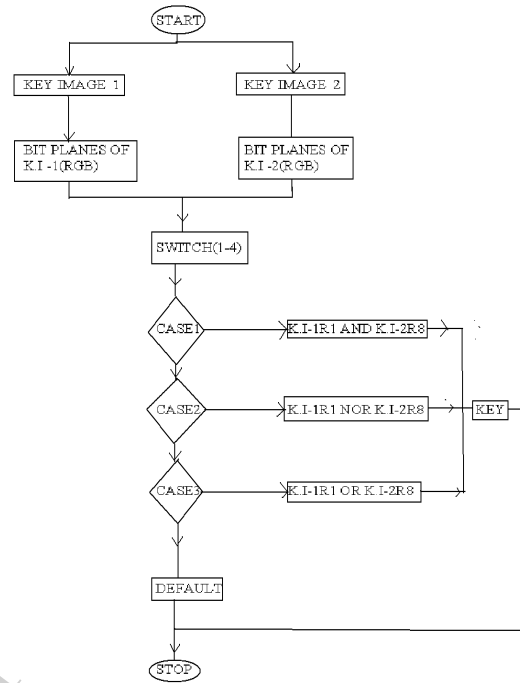 START
KEY IMAGE 1
KEY IMAGE 2
BIT PLANES OF
K.I -1(RGB)
BIT PLANES OF
K.I -2(RGB)
SWITCH(1-4)
CASE1
K.I-1R1 AND K.I-2R8
CASE2
K.I-1R1 NOR K.I-2R8
KEY
CASE3
K.I-1R1 OR K.I-2R8
DEFAULT
STOP